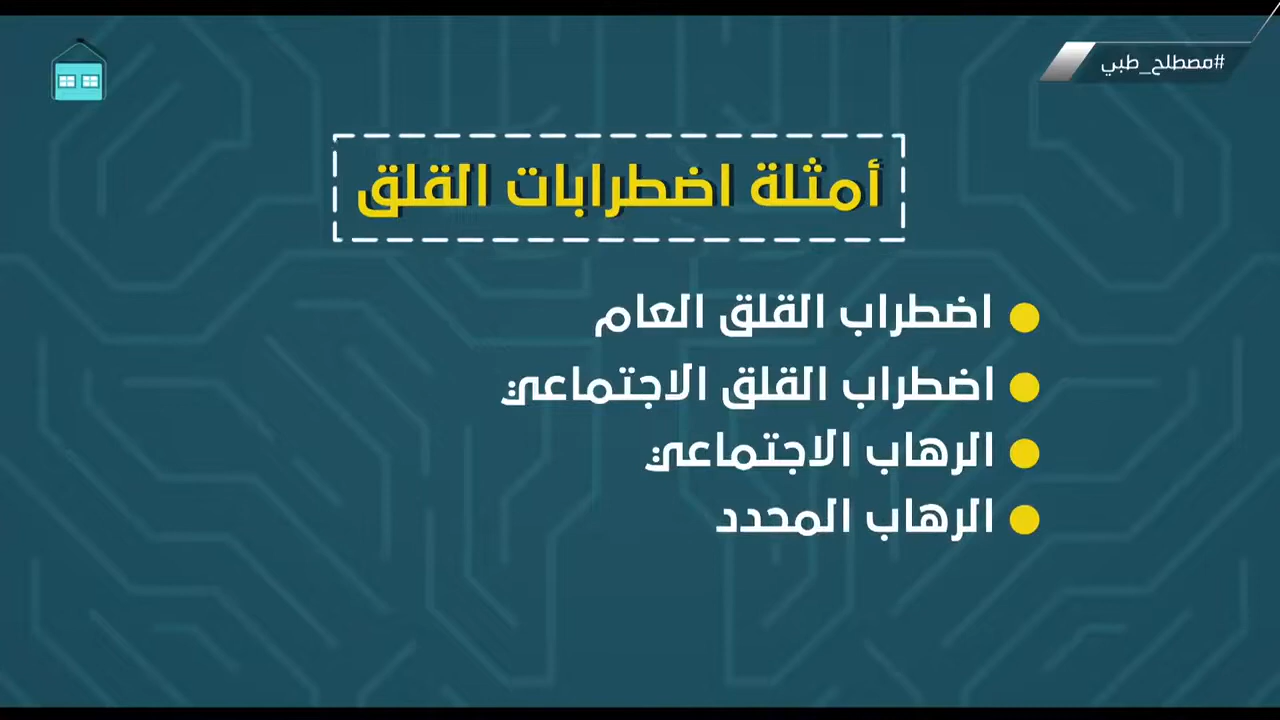 #مصطلح_طبي
أمثلة اضطرابات القلق
اضطراب القلق العام
اضطراب القلق الاجتماعي
الرهاب الاجتماعي
الرهاب المحدد